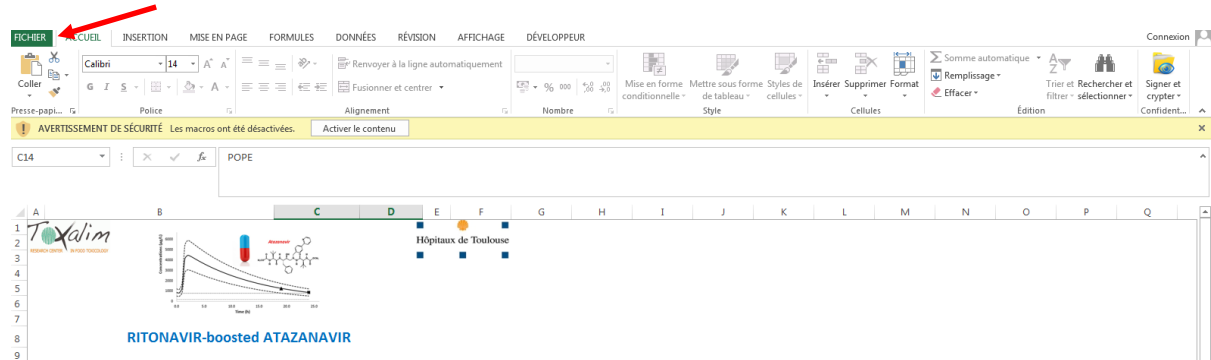 FICHIER ACCUEIL INSERTION MISE EN PAGE FORMULES DONNÉES RÉVISION AFFICHAGE DÉVELOPPEUR Connexion
Calibri 14 Renvoyer à la ligne automatiquement Somme automatique
Coller Remplissage
G I S Fusionner et centrer % 000 Effacer
Mise en forme conditionnelle Mettre sous forme de tableau Styles de cellules Insérer Supprimer Format Trier et filtrer Rechercher et sélectionner Signer et crypter
Presse-papi... Police Alignement Nombre Style Cellules Édition Confident...
AVERTISSEMENT DE SÉCURITÉ Les macros ont été désactivées. Activer le contenu
C14 fx POPE
A B C D E F G H I J K L M N O P Q
1
2
3
4
5
6
7
8
9
Toxalim
RESEARCH CENTER IN FOOD TOXICOLOGY
Atazanavir
Hôpitaux de Toulouse
Time (h)
RITONAVIR-boosted ATAZANAVIR